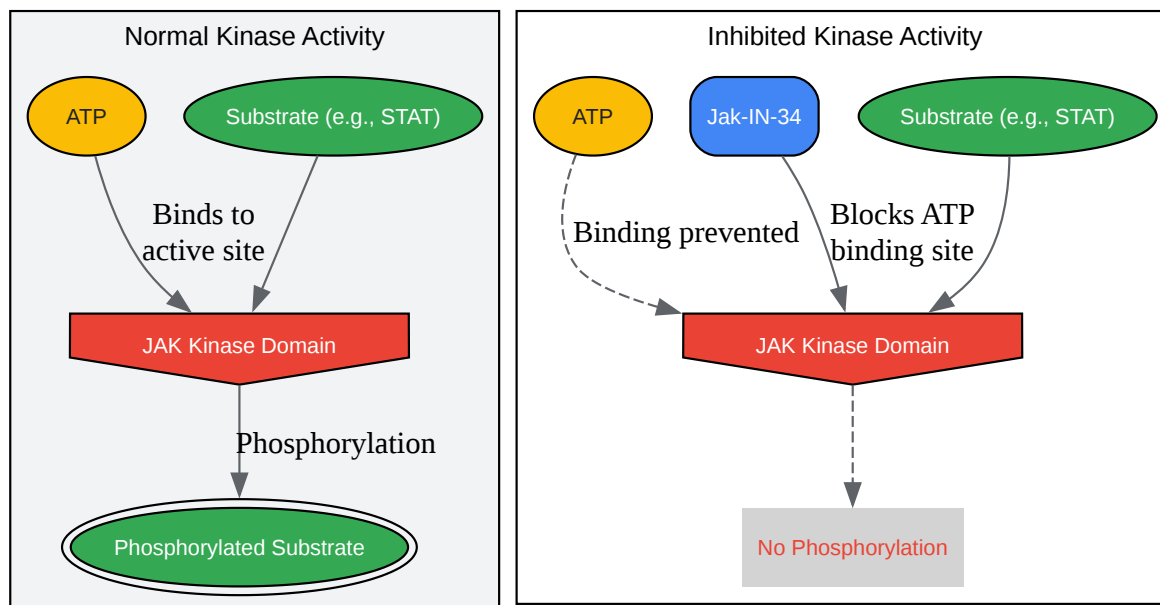 Normal Kinase Activity
ATP
Substrate (e.g., STAT)
Binds to
active site
JAK Kinase Domain
Phosphorylation
Phosphorylated Substrate
Inhibited Kinase Activity
ATP
Jak-IN-34
Substrate (e.g., STAT)
Binding prevented
Blocks ATP
binding site
JAK Kinase Domain
No Phosphorylation